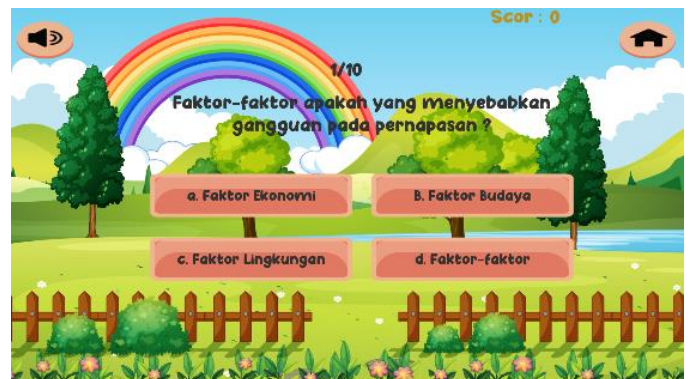 Scor : 0
1/10
Faktor-faktor apakah yang menyebabkan
gangguan pada pernapasan ?
a. Faktor Ekonomi
B. Faktor Budaya
c. Faktor Lingkungan
d. Faktor-faktor